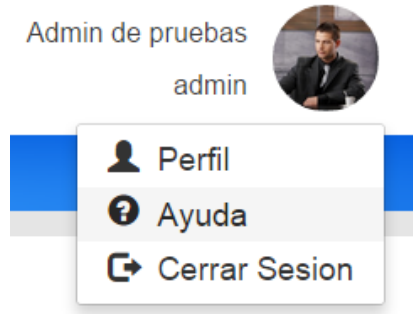 Admin de pruebas
admin
Perfil
Ayuda
Cerrar Sesion